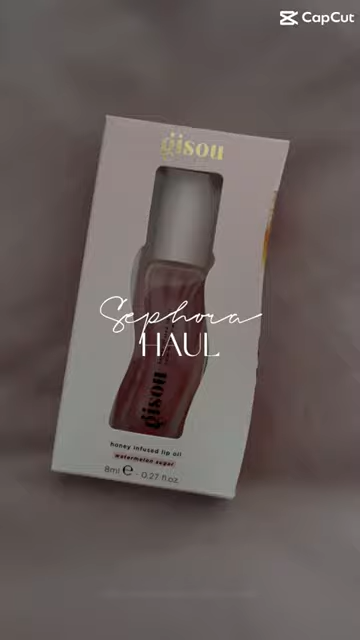 CapCut
gisou
Sephora
HAUL
gisou
honey infused lip oil
watermelon sugar
8ml e - 0.27 fl.oz.